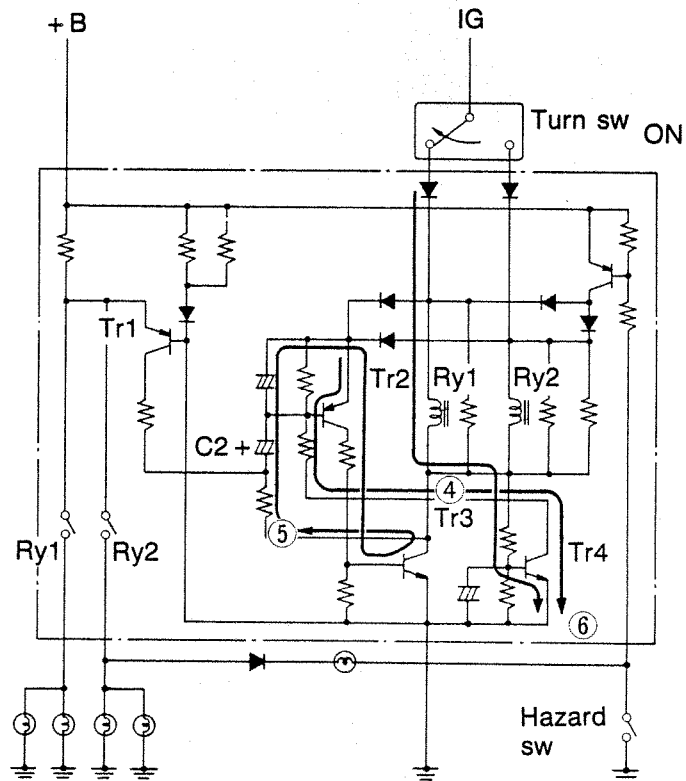 +B
IG
Turn sw
ON
Tr1
Tr2
Ry1
Ry2
C2 +
④
Tr3
⑤
Ry1
Ry2
Tr4
⑥
Hazard
sw